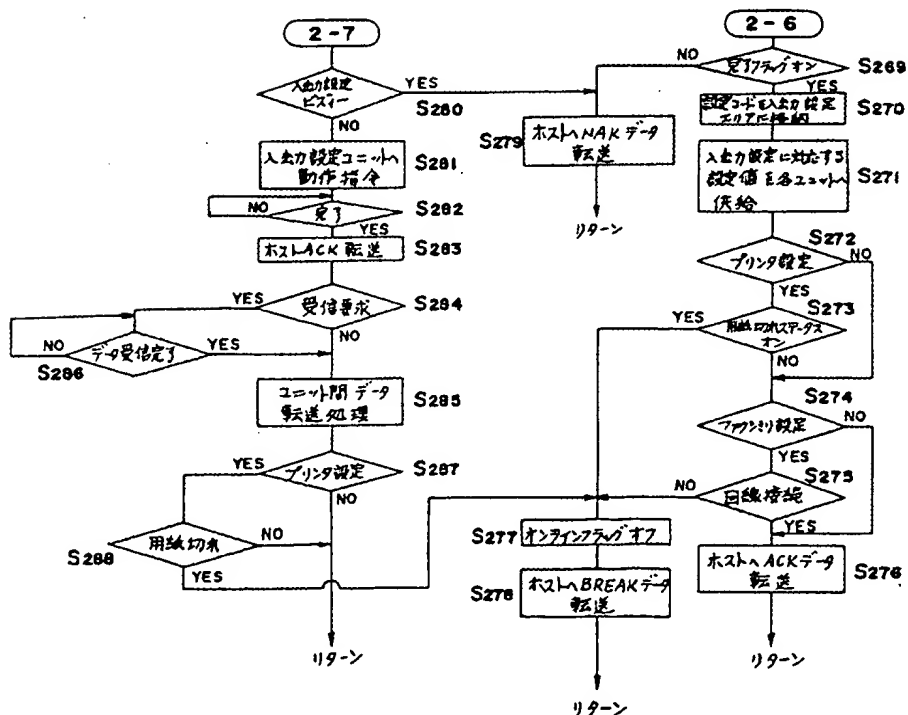 2-7
入出力設定
ビズィー
YES
S280
NO
入出力設定ユニットへ
動作指令
S281
NO
完了
S282
YES
ホストACK転送
S283
YES
受信要求
S284
NO
NO
データ受信完了
YES
S286
ユニット間データ
転送処理
S285
YES
プリンタ設定
S287
NO
S288
用紙切れ
NO
YES
リターン
2-6
NO
完了フラッグオン
S269
YES
設定コードを入出力設定
エリアに格納
S270
S279
ホストへNAKデータ
転送
リターン
入出力設定に対応する
設定値を各ユニットへ
供給
S271
S272
プリンタ設定
NO
YES
S273
YES
用紙切れステータス
オン
NO
S274
ファクシミリ設定
NO
YES
S275
NO
回線接続
YES
S277
オンラインフラッグオフ
S278
ホストへBREAKデータ
転送
リターン
ホストへACKデータ
転送
S276
リターン